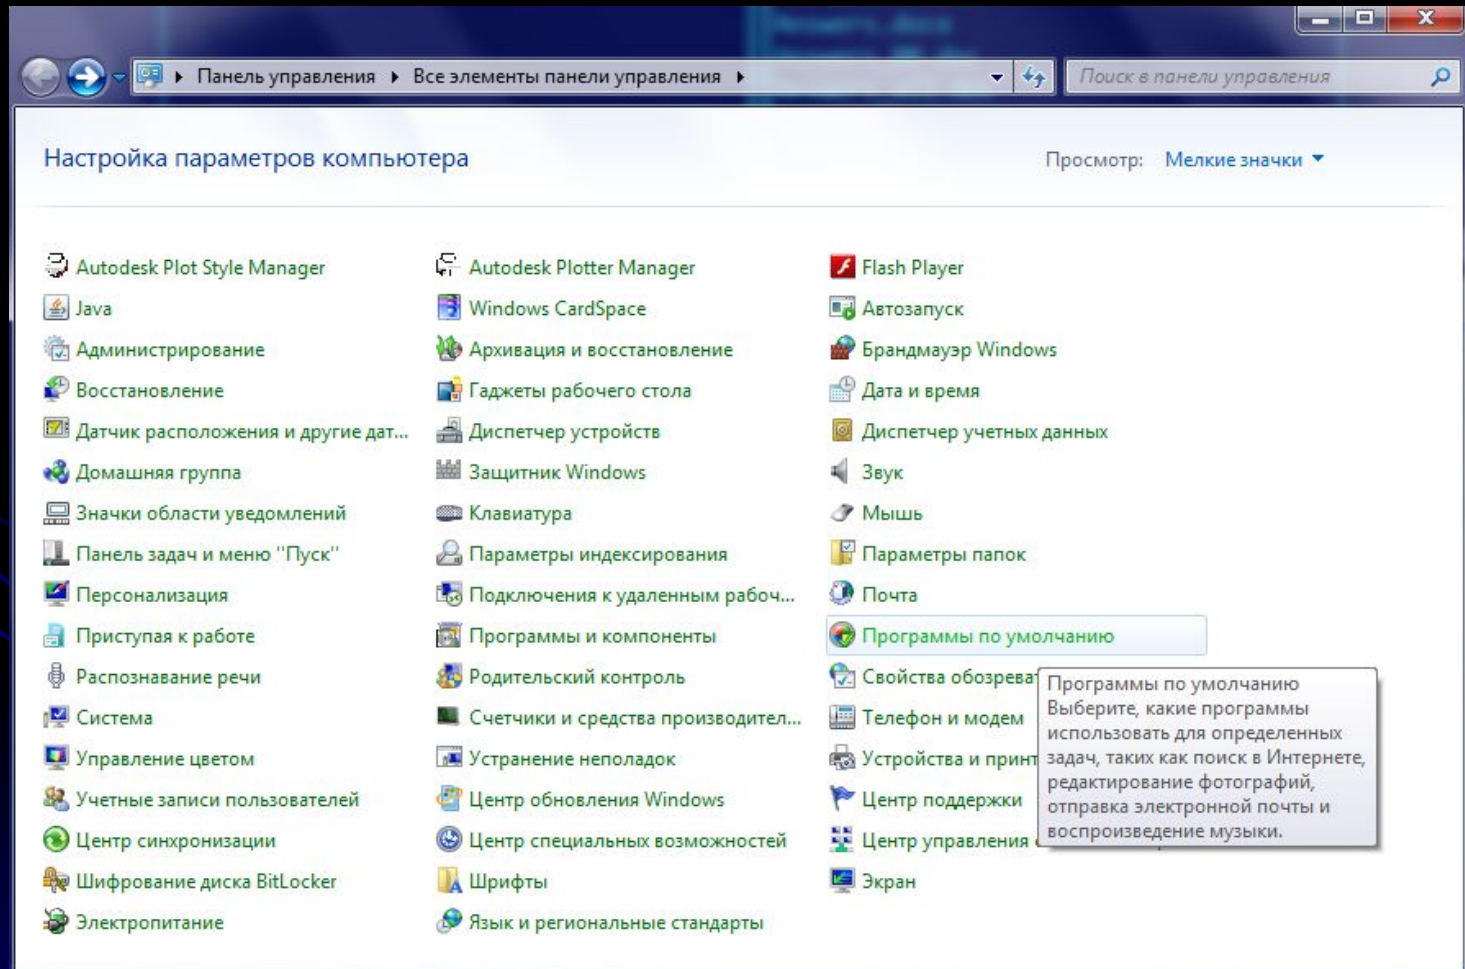 Answers.docx
Панель управления Все элементы панели управления
Поиск в панели управления
Настройка параметров компьютера
Просмотр: Мелкие значки
Autodesk Plot Style Manager
Autodesk Plotter Manager
Flash Player
Java
Windows CardSpace
Автозапуск
Администрирование
Архивация и восстановление
Брандмауэр Windows
Восстановление
Гаджеты рабочего стола
Дата и время
Датчик расположения и другие дат...
Диспетчер устройств
Диспетчер учетных данных
Домашняя группа
Защитник Windows
Звук
Значки области уведомлений
Клавиатура
Мышь
Панель задач и меню "Пуск"
Параметры индексирования
Параметры папок
Персонализация
Подключения к удаленным рабоч...
Почта
Приступая к работе
Программы и компоненты
Программы по умолчанию
Распознавание речи
Родительский контроль
Свойства обозреват
Система
Счетчики и средства производител...
Телефон и модем
Управление цветом
Устранение неполадок
Устройства и принт
Учетные записи пользователей
Центр обновления Windows
Центр поддержки
Центр синхронизации
Центр специальных возможностей
Центр управления
Шифрование диска BitLocker
Шрифты
Экран
Электропитание
Язык и региональные стандарты
Программы по умолчанию
Выберите, какие программы
использовать для определенных
задач, таких как поиск в Интернете,
редактирование фотографий,
отправка электронной почты и
воспроизведение музыки.